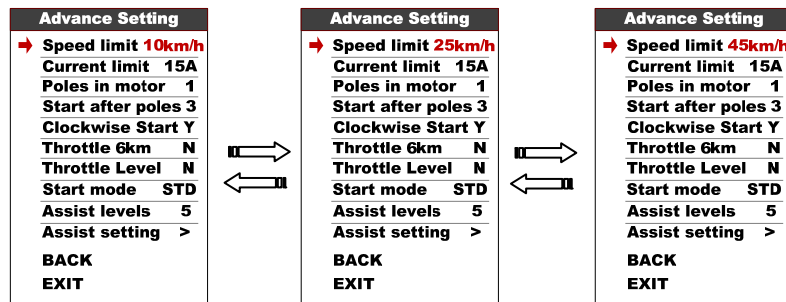 Advance Setting
Speed limit 10km/h
Current limit 15A
Poles in motor 1
Start after poles 3
Clockwise Start Y
Throttle 6km N
Throttle Level N
Start mode STD
Assist levels 5
Assist setting >
BACK
EXIT
Advance Setting
Speed limit 25km/h
Current limit 15A
Poles in motor 1
Start after poles 3
Clockwise Start Y
Throttle 6km N
Throttle Level N
Start mode STD
Assist levels 5
Assist setting >
BACK
EXIT
Advance Setting
Speed limit 45km/h
Current limit 15A
Poles in motor 1
Start after poles 3
Clockwise Start Y
Throttle 6km N
Throttle Level N
Start mode STD
Assist levels 5
Assist setting >
BACK
EXIT